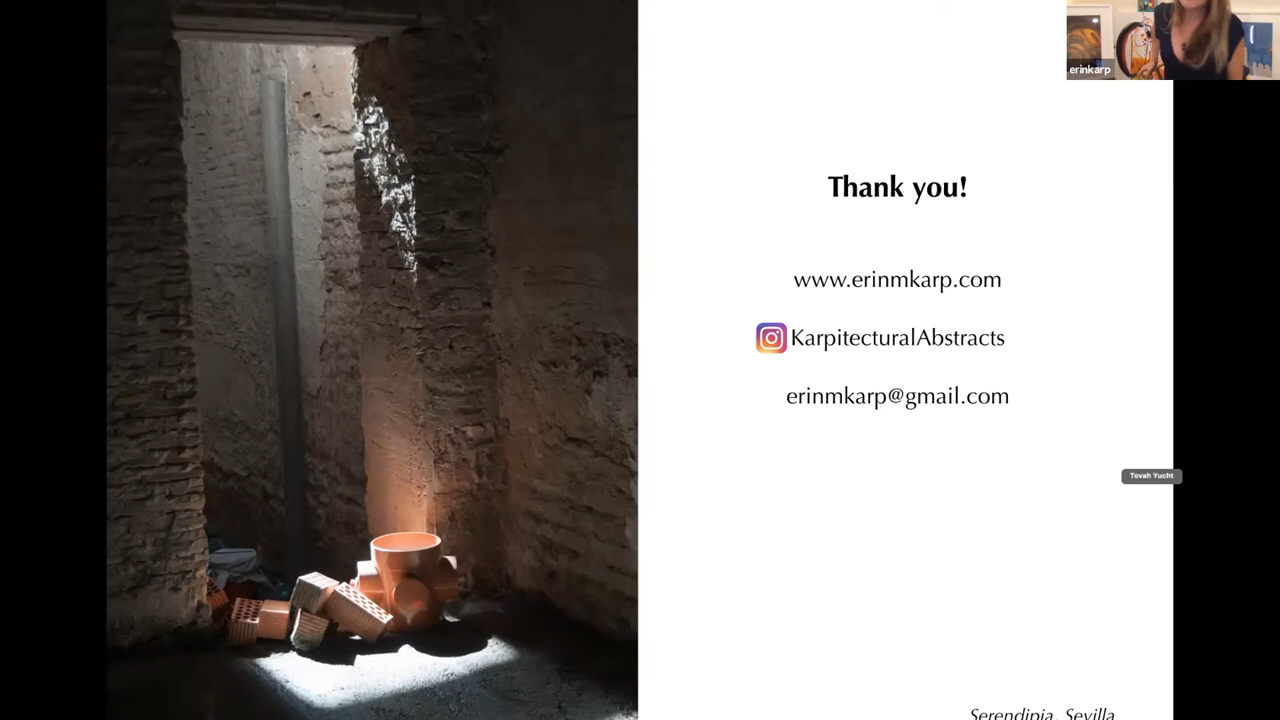 erinkarp
Thank you!
www.erinmkarp.com
KarpitecturalAbstracts
erinmkarp@gmail.com
Tovah Yucht
Serendipia, Sevilla